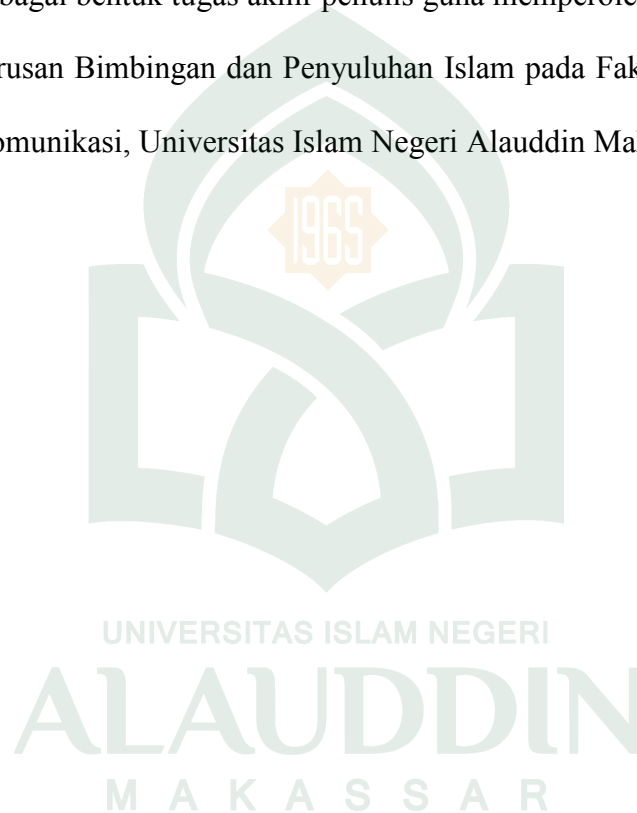 bagai bentuk tugas akhir penulis guna
rusan Bimbingan dan Penyuluhan Islam pada Fak
omunikasi, Universitas Islam Negeri Alauddin Ma
1965
UNIVERSITAS ISLAM NEGERI
ALAUDDIN
MAKASSAR